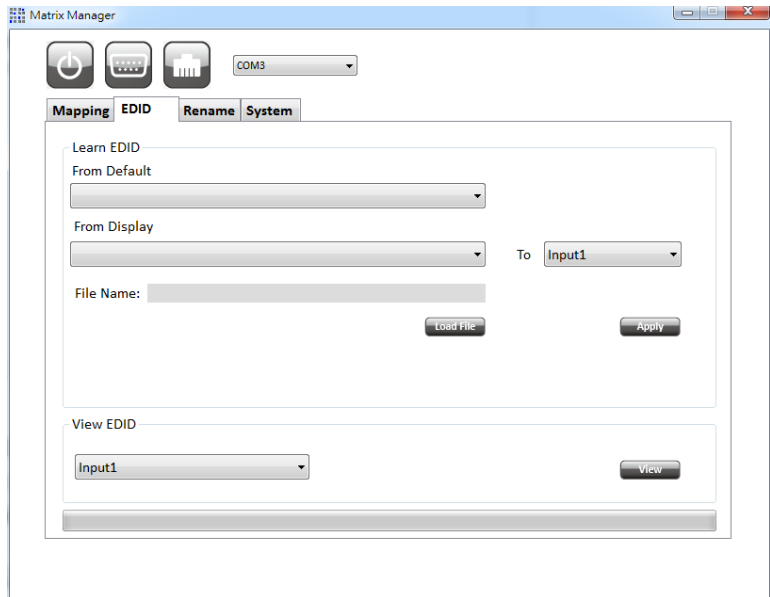 Matrix Manager
COM3
Mapping EDID Rename System
Learn EDID
From Default
From Display
To Input1
File Name:
Load File Apply
View EDID
Input1
View